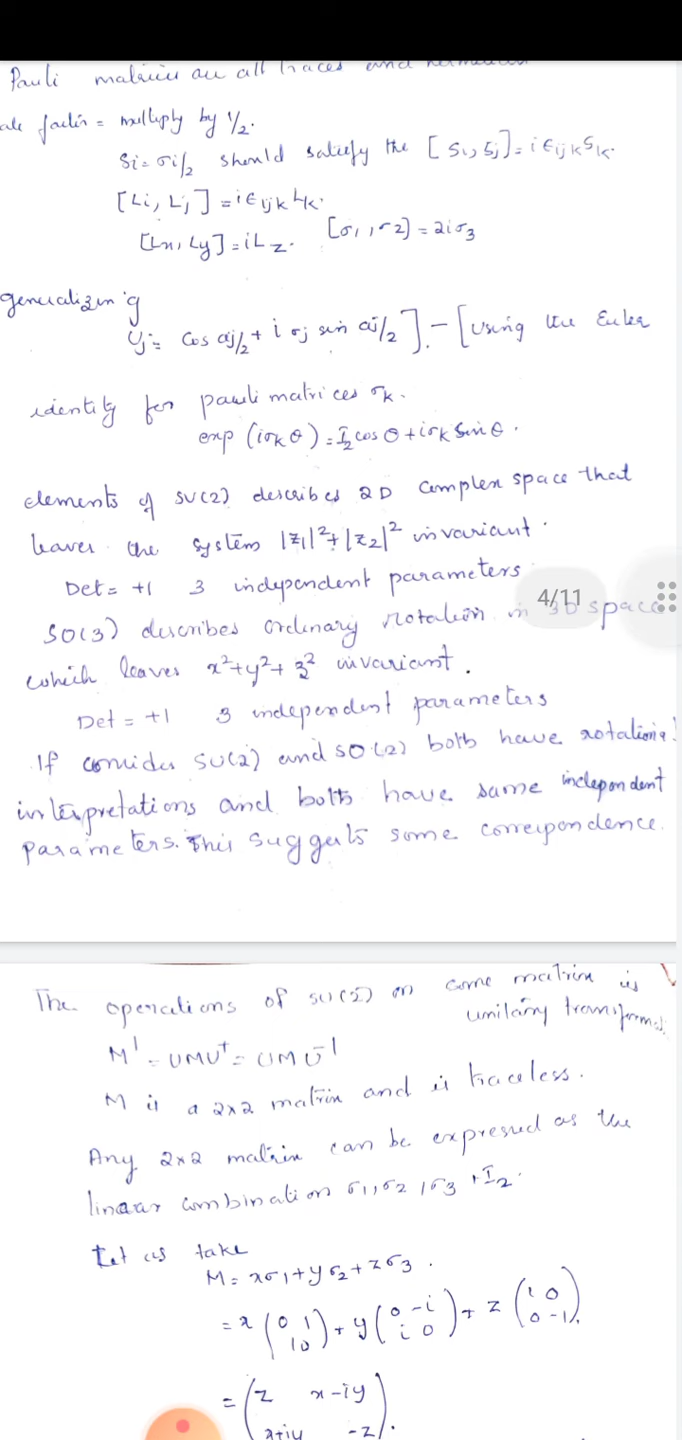 Pauli matrices are all traces and
ale factor = multiply by 1/2.
Si = σi/2 should satisfy the [Si, Sj] = i ϵijk Sk.
[Li, Lj] = i ϵijk Lk.
[Lx, Ly] = i Lz. [σ1, σ2] = 2iσ3
generalizing
Uj = cos aj/2 + i σj sin aj/2 ]. - [Using the Euler
identity for pauli matrices σk.
exp (iσkθ) = I2 cos θ + iσk sin θ.
elements of SU(2) describes 2D complex space that
leaves the system |z1|²+|z2|² invariant.
Det = +1 3 independent parameters.
SO(3) describes ordinary rotation in 3D space
4/11
which leaves x²+y²+z² invariant.
Det = +1 3 independent parameters
If consider SU(2) and SO(2) both have rotational
interpretations and both have same independent
parameters. This suggests some correspondence.
The operations of SU(2) on some matrix is
unitary transforma
M' = UMU† = UMU⁻¹
M is a 2×2 matrix and is traceless.
Any 2×2 matrix can be expressed as the
linear combination σ1, σ2, σ3 + I2.
Let us take
M = xσ1 + yσ2 + zσ3.
= x (0 1 1 0) + y (0 -i i 0) + z (1 0 0 -1).
= (z x-iy
x+iy -z).